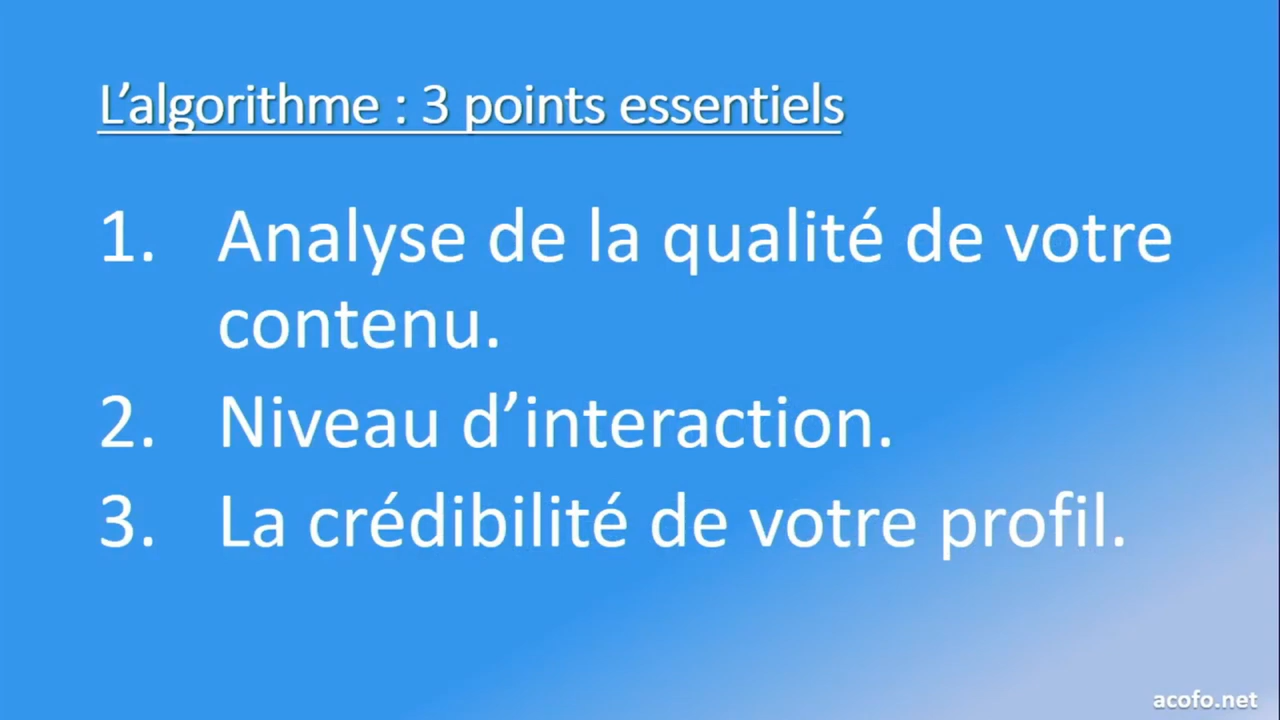 L’algorithme : 3 points essentiels
1. Analyse de la qualité de votre
contenu.
2. Niveau d’interaction.
3. La crédibilité de votre profil.
acofo.net